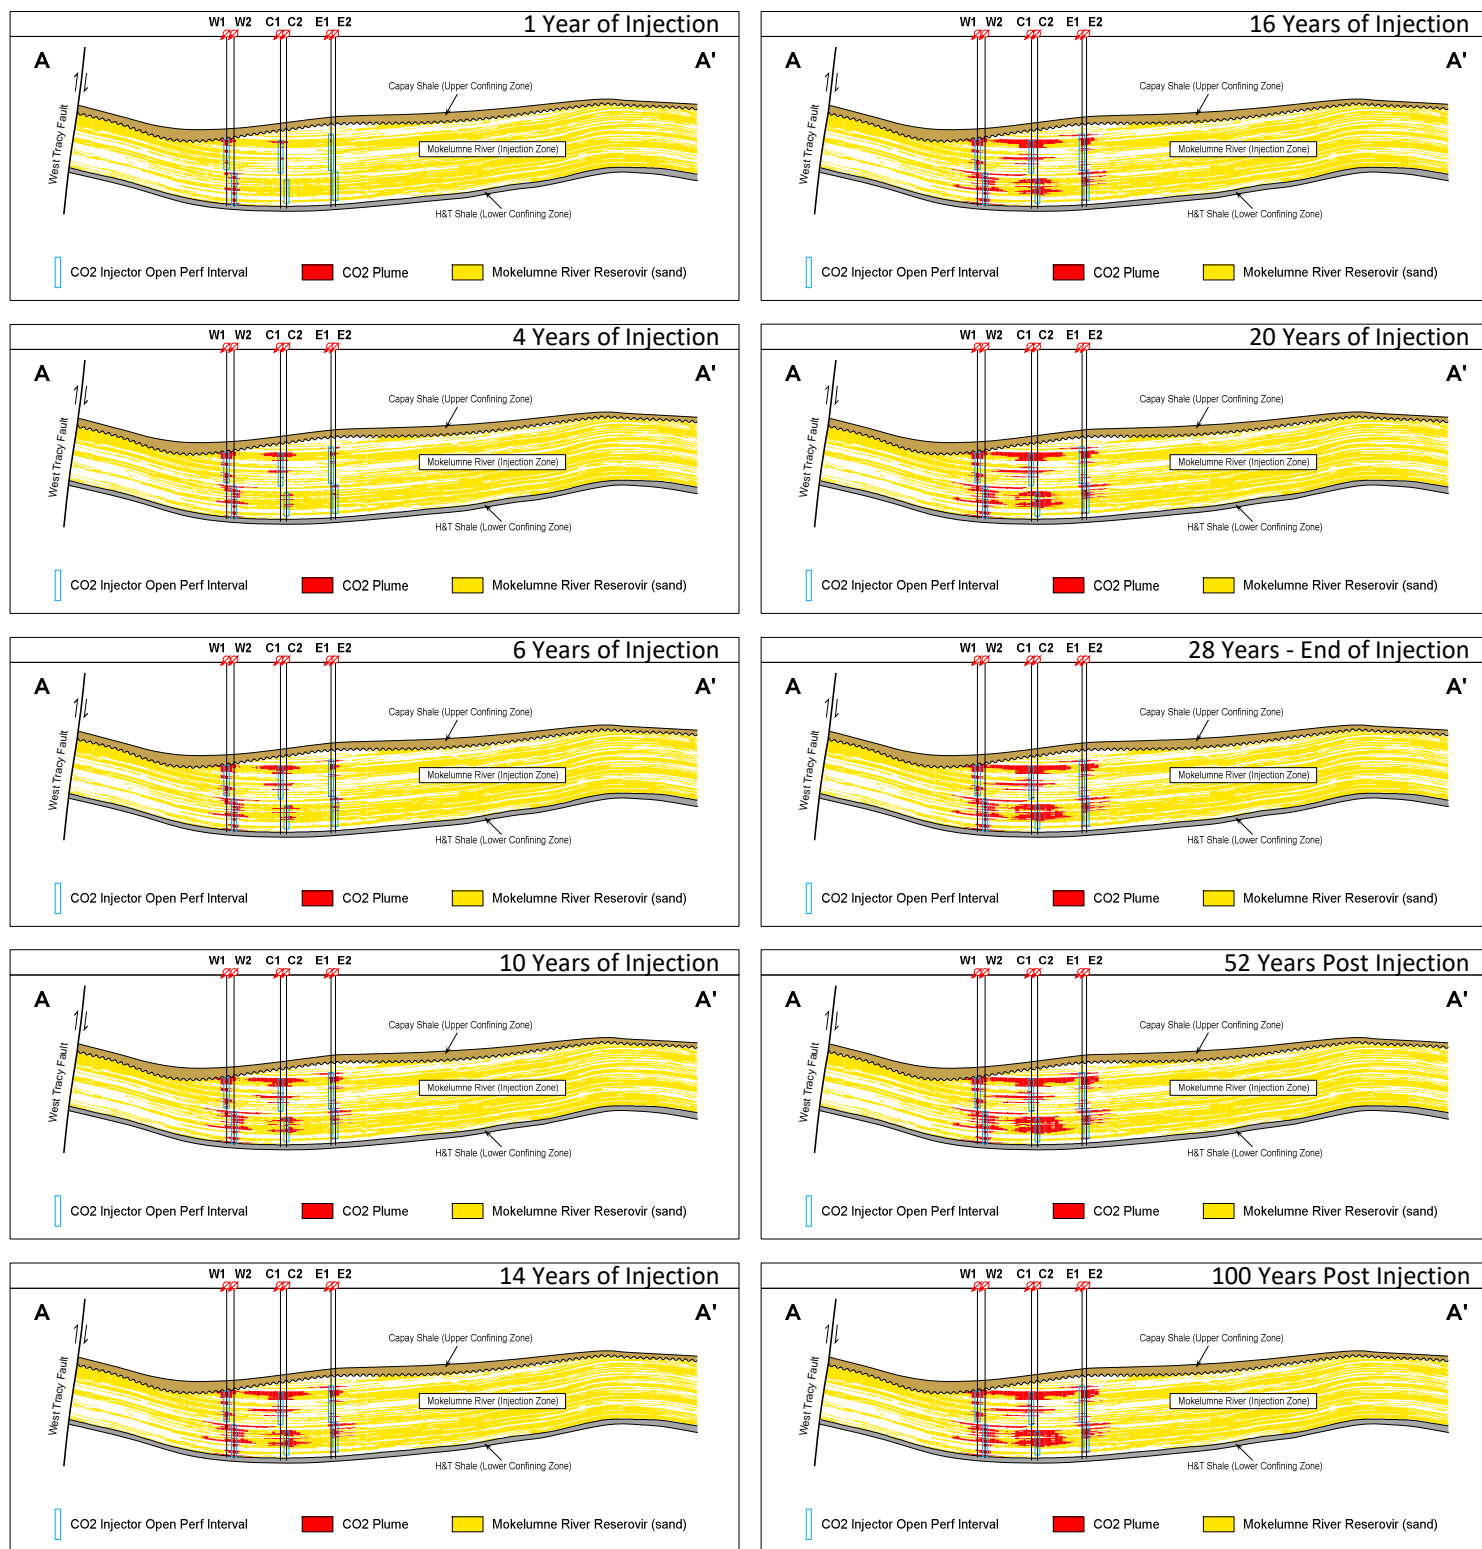 W1 W2 C1 C2 E1 E2 1 Year of Injection
A A'
West Tracy Fault
Capay Shale (Upper Confining Zone)
Mokelumne River (Injection Zone)
H&T Shale (Lower Confining Zone)
CO2 Injector Open Perf Interval CO2 Plume Mokelumne River Reserovir (sand)
W1 W2 C1 C2 E1 E2 16 Years of Injection
A A'
West Tracy Fault
Capay Shale (Upper Confining Zone)
Mokelumne River (Injection Zone)
H&T Shale (Lower Confining Zone)
CO2 Injector Open Perf Interval CO2 Plume Mokelumne River Reserovir (sand)
W1 W2 C1 C2 E1 E2 4 Years of Injection
A A'
West Tracy Fault
Capay Shale (Upper Confining Zone)
Mokelumne River (Injection Zone)
H&T Shale (Lower Confining Zone)
CO2 Injector Open Perf Interval CO2 Plume Mokelumne River Reserovir (sand)
W1 W2 C1 C2 E1 E2 20 Years of Injection
A A'
West Tracy Fault
Capay Shale (Upper Confining Zone)
Mokelumne River (Injection Zone)
H&T Shale (Lower Confining Zone)
CO2 Injector Open Perf Interval CO2 Plume Mokelumne River Reserovir (sand)
W1 W2 C1 C2 E1 E2 6 Years of Injection
A A'
West Tracy Fault
Capay Shale (Upper Confining Zone)
Mokelumne River (Injection Zone)
H&T Shale (Lower Confining Zone)
CO2 Injector Open Perf Interval CO2 Plume Mokelumne River Reserovir (sand)
W1 W2 C1 C2 E1 E2 28 Years - End of Injection
A A'
West Tracy Fault
Capay Shale (Upper Confining Zone)
Mokelumne River (Injection Zone)
H&T Shale (Lower Confining Zone)
CO2 Injector Open Perf Interval CO2 Plume Mokelumne River Reserovir (sand)
W1 W2 C1 C2 E1 E2 10 Years of Injection
A A'
West Tracy Fault
Capay Shale (Upper Confining Zone)
Mokelumne River (Injection Zone)
H&T Shale (Lower Confining Zone)
CO2 Injector Open Perf Interval CO2 Plume Mokelumne River Reserovir (sand)
W1 W2 C1 C2 E1 E2 52 Years Post Injection
A A'
West Tracy Fault
Capay Shale (Upper Confining Zone)
Mokelumne River (Injection Zone)
H&T Shale (Lower Confining Zone)
CO2 Injector Open Perf Interval CO2 Plume Mokelumne River Reserovir (sand)
W1 W2 C1 C2 E1 E2 14 Years of Injection
A A'
West Tracy Fault
Capay Shale (Upper Confining Zone)
Mokelumne River (Injection Zone)
H&T Shale (Lower Confining Zone)
CO2 Injector Open Perf Interval CO2 Plume Mokelumne River Reserovir (sand)
W1 W2 C1 C2 E1 E2 100 Years Post Injection
A A'
West Tracy Fault
Capay Shale (Upper Confining Zone)
Mokelumne River (Injection Zone)
H&T Shale (Lower Confining Zone)
CO2 Injector Open Perf Interval CO2 Plume Mokelumne River Reserovir (sand)